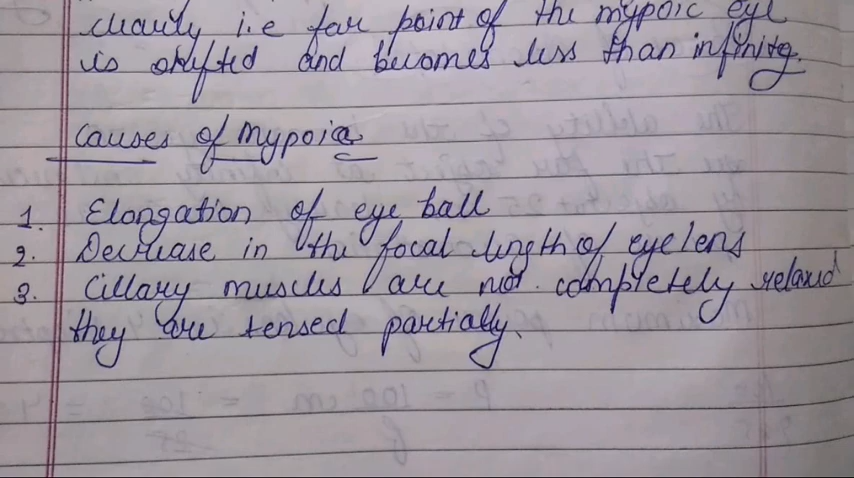 clearly i.e far point of the mypoic eye
is shifted and becomes less than infinity.
Causes of Mypoia
1. Elongation of eye ball
2. Decrease in the focal length of eye lens
3. Cillary muscles are not completely relaxed
they are tensed partially.